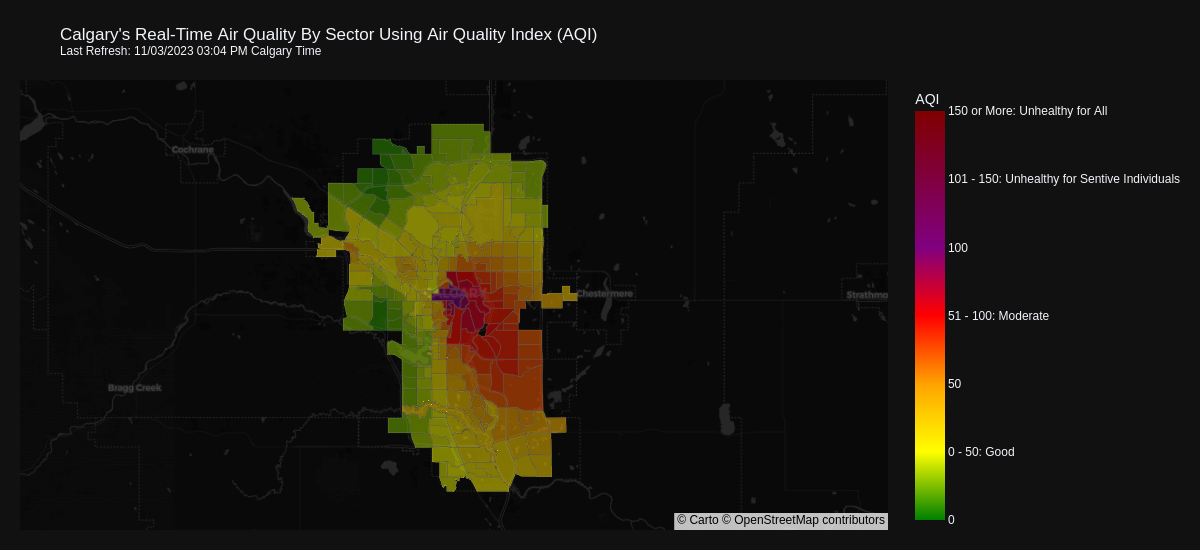 Calgary's Real-Time Air Quality By Sector Using Air Quality Index (AQI)
Last Refresh: 11/03/2023 03:04 PM Calgary Time
AQI
150 or More: Unhealthy for All
Cochrane
101 - 150: Unhealthy for Sentive Individuals
100
Chestermere
Strathmo
51 - 100: Moderate
50
Bragg Creek
0 - 50: Good
0
© Carto © OpenStreetMap contributors